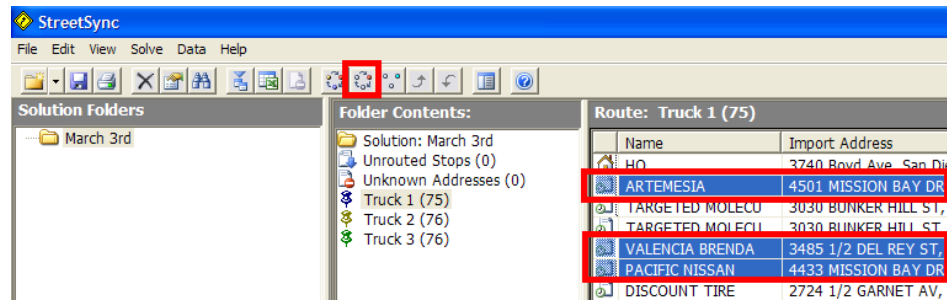 StreetSync
File Edit View Solve Data Help
Solution Folders
March 3rd
Folder Contents:
Solution: March 3rd
Unrouted Stops (0)
Unknown Addresses (0)
Truck 1 (75)
Truck 2 (76)
Truck 3 (76)
Route: Truck 1 (75)
Name Import Address
HQ 3740 Boyd Ave, San Die
ARTEMESIA 4501 MISSION BAY DR
TARGETED MOLECU 3030 BUNKER HILL ST,
TARGETED MOLECU 3030 BUNKER HILL ST,
VALENCIA BRENDA 3485 1/2 DEL REY ST,
PACIFIC NISSAN 4433 MISSION BAY DR
DISCOUNT TIRE 2724 1/2 GARNET AV,